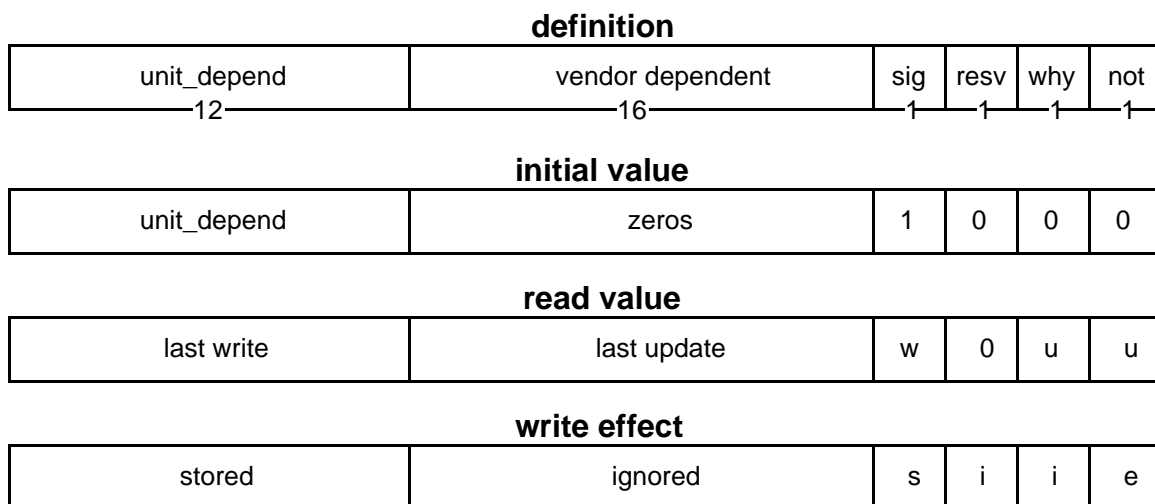 definition
unit_depend vendor dependent sig resv why not
12 16 1 1 1 1
initial value
unit_depend zeros 1 0 0 0
read value
last write last update w 0 u u
write effect
stored ignored s i i e